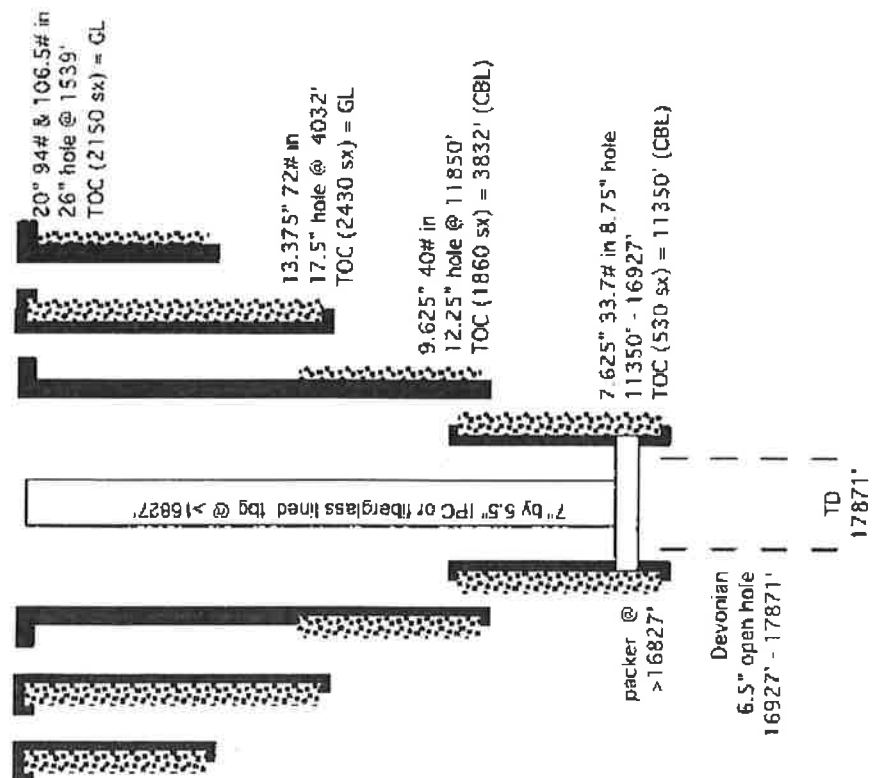 20" 94# & 106.5# in
26" hole @ 1539'
TOC (2150 sx) = GL
13.375" 72# in
17.5" hole @ 4032'
TOC (2430 sx) = GL
9.625" 40# in
12.25" hole @ 11850'
TOC (1860 sx) = 3832' (CBL)
7.625" 33.7# in 8.75" hole
11350' - 16927'
TOC (530 sx) = 11350' (CBL)
7" by 5.5" IPC or fiberglass lined tbg @ >16827'
packer @
>16827'
Devonian
6.5" open hole
16927' - 17871'
TD
17871'